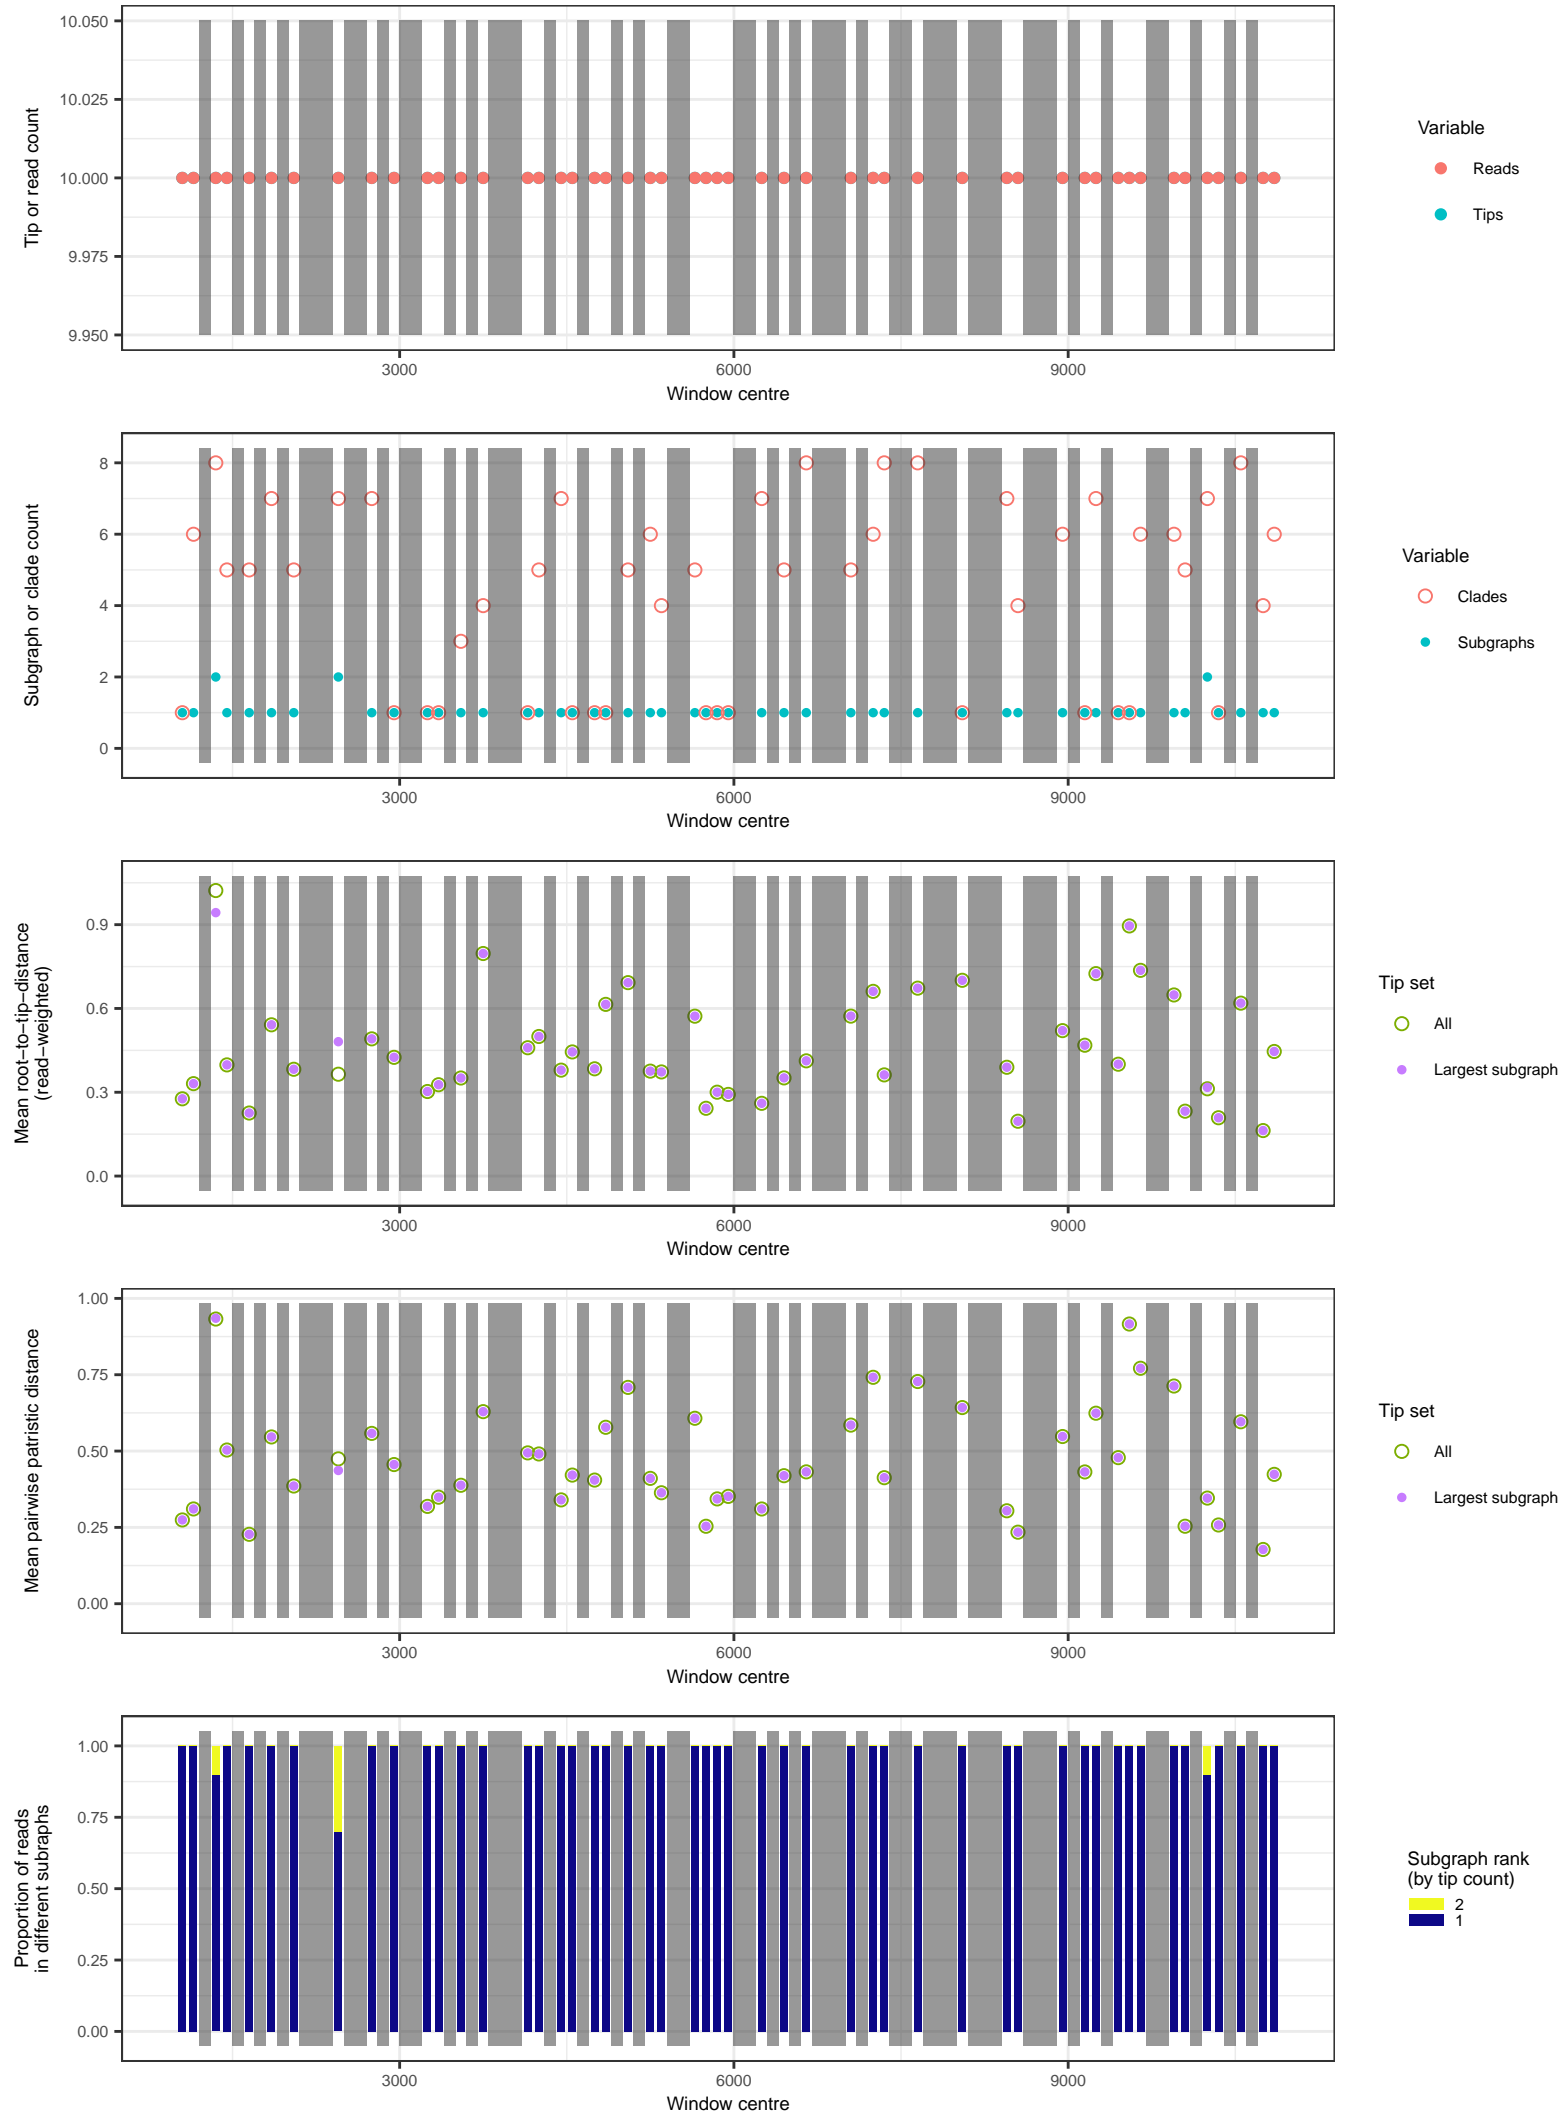 10.050
10.025
10.000
9.975
9.950
Tip or read count
3000
6000
9000
Window centre
Variable
Reads
Tips
8
6
4
2
0
Subgraph or clade count
3000
6000
9000
Window centre
Variable
Clades
Subgraphs
0.9
0.6
0.3
0.0
Mean root−to−tip−distance
(read−weighted)
3000
6000
9000
Window centre
Tip set
All
Largest subgraph
1.00
0.75
0.50
0.25
0.00
Mean pairwise patristic distance
3000
6000
9000
Window centre
Tip set
All
Largest subgraph
1.00
0.75
0.50
0.25
0.00
Proportion of reads
in different subraphs
3000
6000
9000
Window centre
Subgraph rank
(by tip count)
2
1